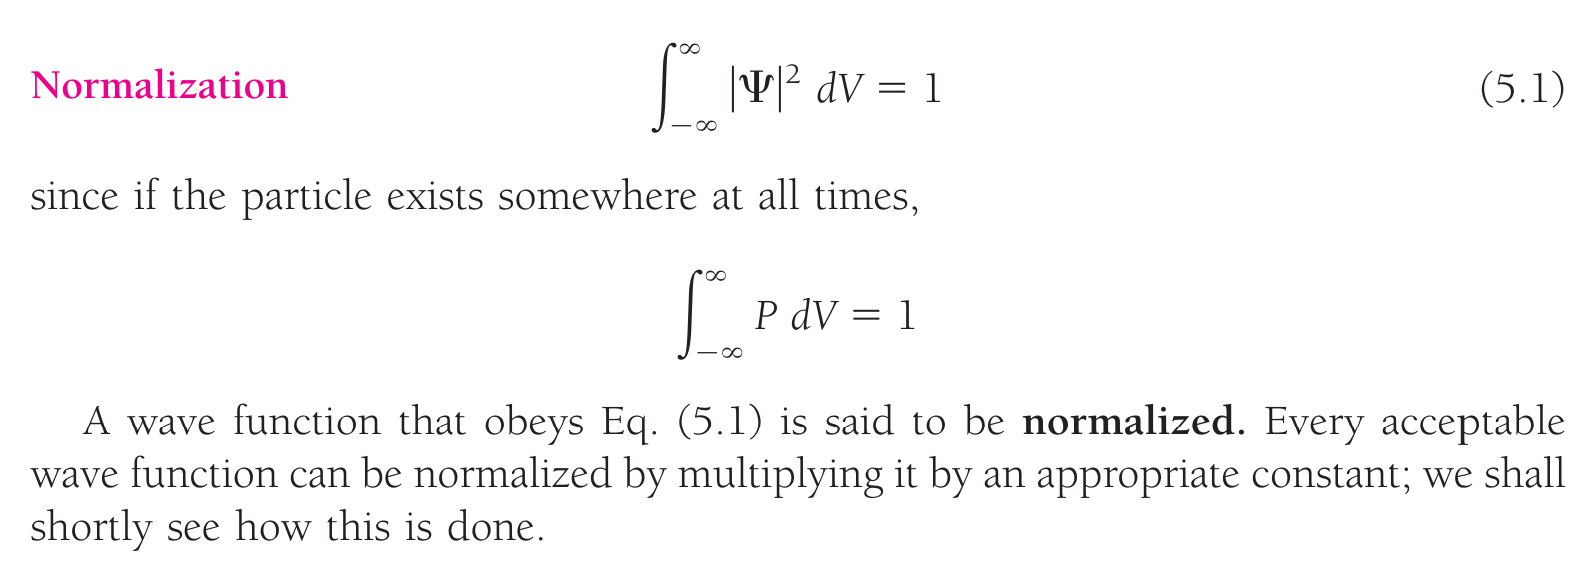 Normalization ∫_{−∞}^{∞} |Ψ|² dV = 1 (5.1)
since if the particle exists somewhere at all times,
∫_{−∞}^{∞} P dV = 1
A wave function that obeys Eq. (5.1) is said to be normalized. Every acceptable
wave function can be normalized by multiplying it by an appropriate constant; we shall
shortly see how this is done.